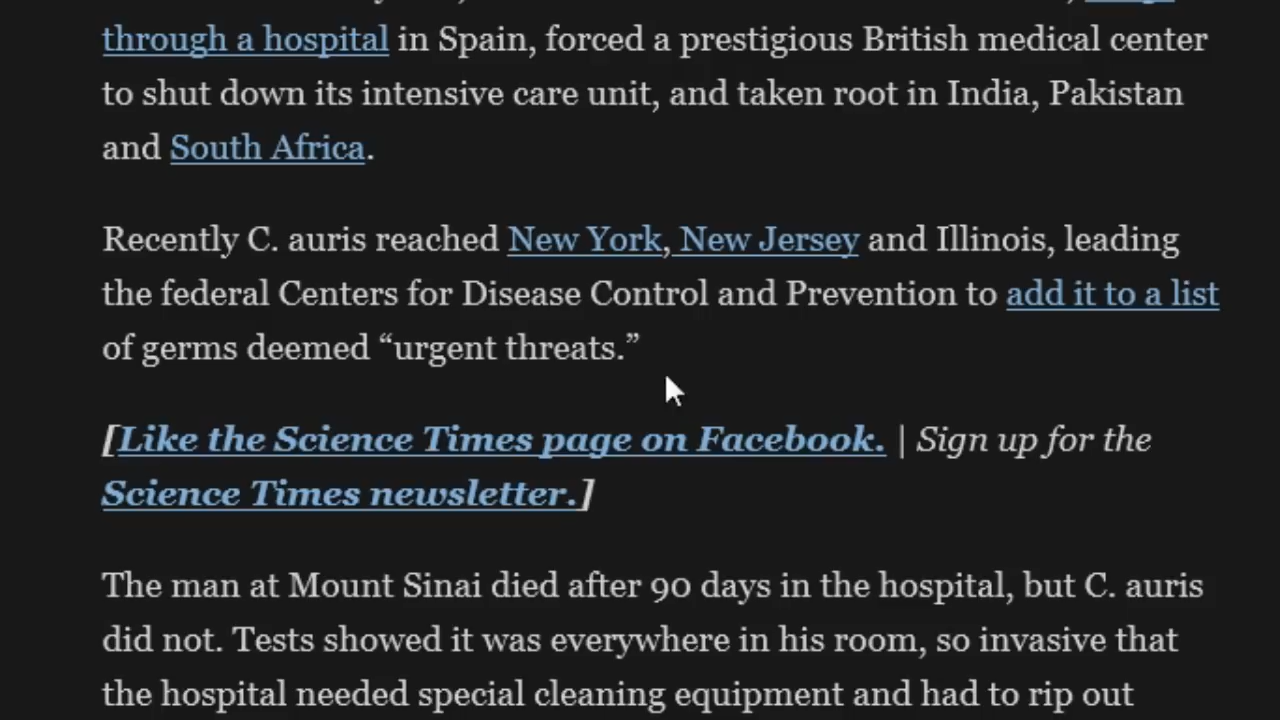 through a hospital in Spain, forced a prestigious British medical center
to shut down its intensive care unit, and taken root in India, Pakistan
and South Africa.
Recently C. auris reached New York, New Jersey and Illinois, leading
the federal Centers for Disease Control and Prevention to add it to a list
of germs deemed “urgent threats.”
[Like the Science Times page on Facebook. | Sign up for the
Science Times newsletter.]
The man at Mount Sinai died after 90 days in the hospital, but C. auris
did not. Tests showed it was everywhere in his room, so invasive that
the hospital needed special cleaning equipment and had to rip out